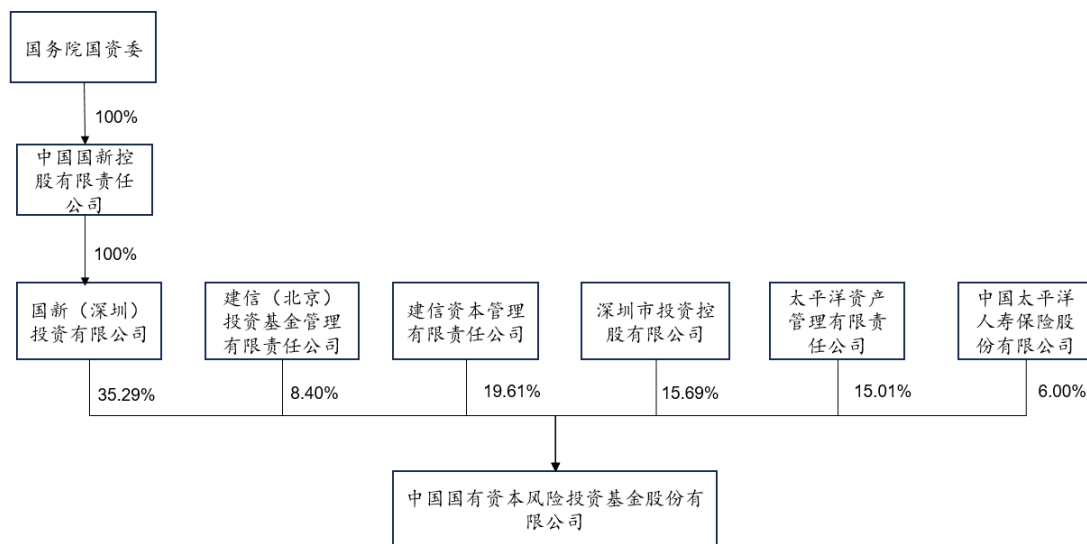 国务院国资委
100%
中国国新控
股有限责任
公司
100%
国新（深圳）
投资有限公司
建信（北京）
投资基金管理
有限责任公司
建信资本管理
有限责任公司
深圳市投资控
股有限公司
太平洋资产
管理有限责
任公司
中国太平洋
人寿保险股
份有限公司
35.29%
8.40%
19.61%
15.69%
15.01%
6.00%
中国国有资本风险投资基金股份有
限公司